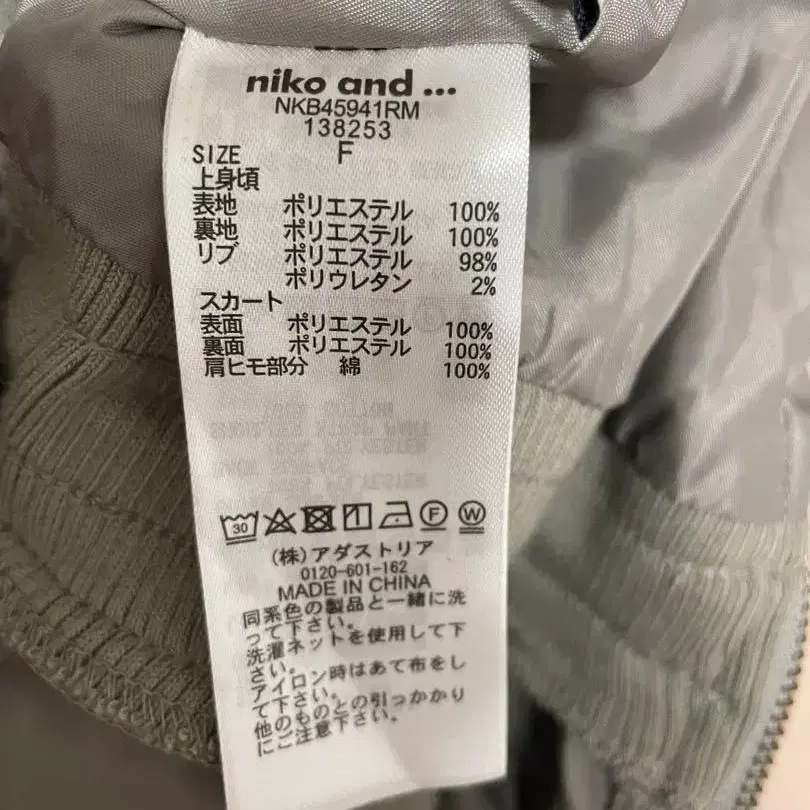 niko and ...
NKB45941RM
138253
SIZE F
上身頃
表地 ポリエステル 100%
裏地 ポリエステル 100%
リブ ポリエステル 98%
ポリウレタン 2%
スカート
表面 ポリエステル 100%
裏面 ポリエステル 100%
肩ヒモ部分 綿 100%
30 F W
(株)アダストリア
0120-601-162
MADE IN CHINA
同系色の製品と一緒に洗
って下さい。
洗濯ネットを使用して下
さい。
アイロン時はあて布をし
て下さい。
他のものとの引っかかり
にご注意下さい。